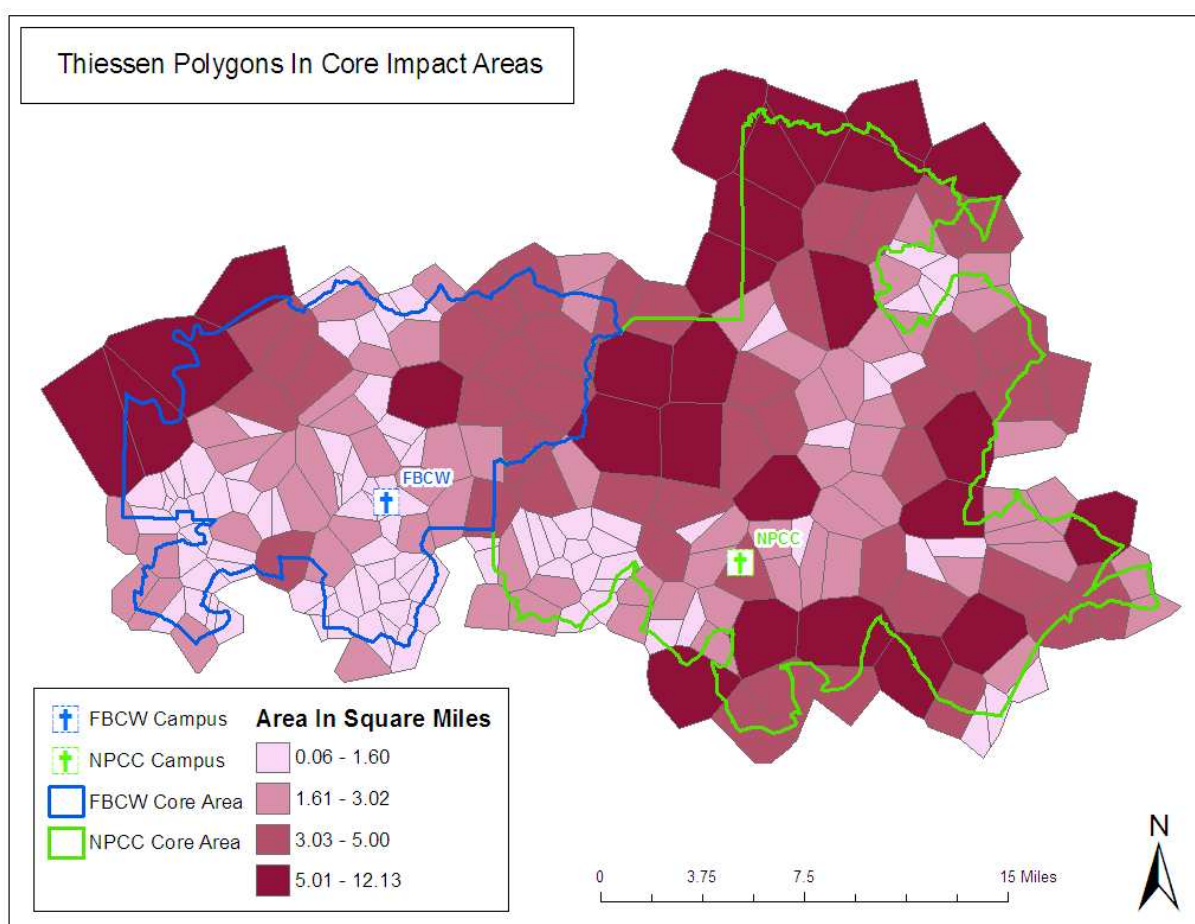 Thiessen Polygons In Core Impact Areas
FBCW
NPCC
FBCW Campus
NPCC Campus
FBCW Core Area
NPCC Core Area
Area In Square Miles
0.06 - 1.60
1.61 - 3.02
3.03 - 5.00
5.01 - 12.13
0 3.75 7.5 15 Miles
N